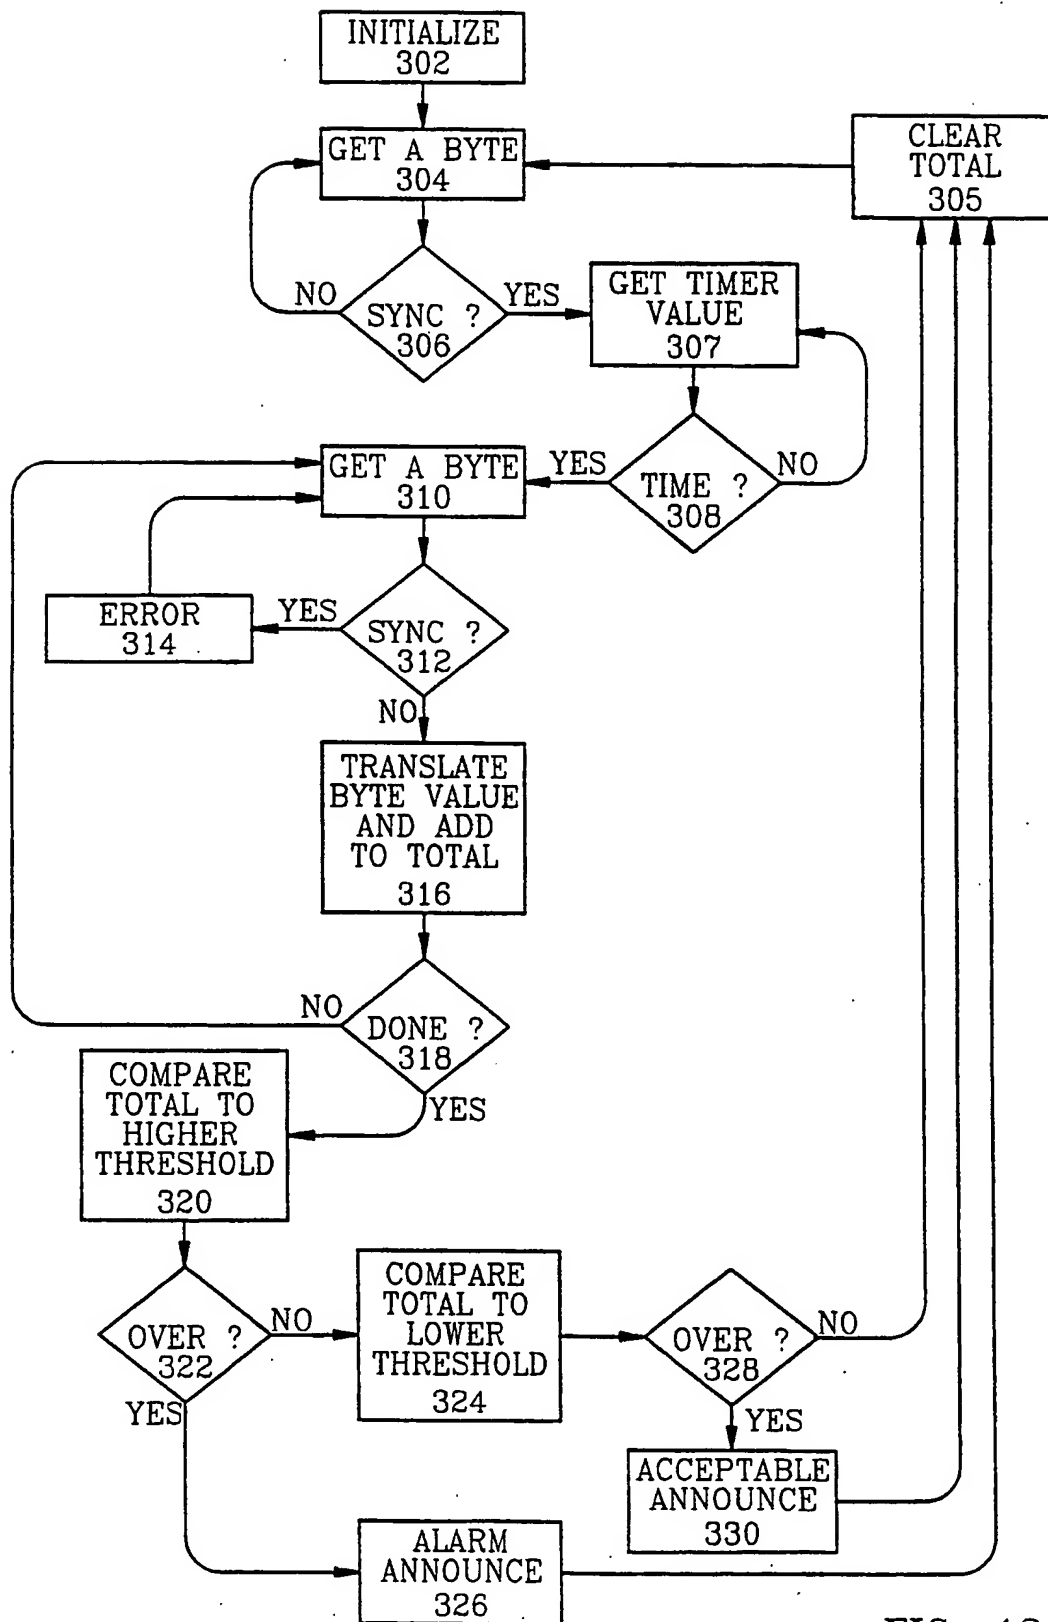 INITIALIZE
302
GET A BYTE
304
CLEAR
TOTAL
305
NO
SYNC ?
306
YES
GET TIMER
VALUE
307
GET A BYTE
310
YES
TIME ?
308
NO
ERROR
314
YES
SYNC ?
312
NO
TRANSLATE
BYTE VALUE
AND ADD
TO TOTAL
316
NO
DONE ?
318
YES
COMPARE
TOTAL TO
HIGHER
THRESHOLD
320
OVER ?
322
NO
YES
COMPARE
TOTAL TO
LOWER
THRESHOLD
324
OVER ?
328
NO
YES
ACCEPTABLE
ANNOUNCE
330
ALARM
ANNOUNCE
326